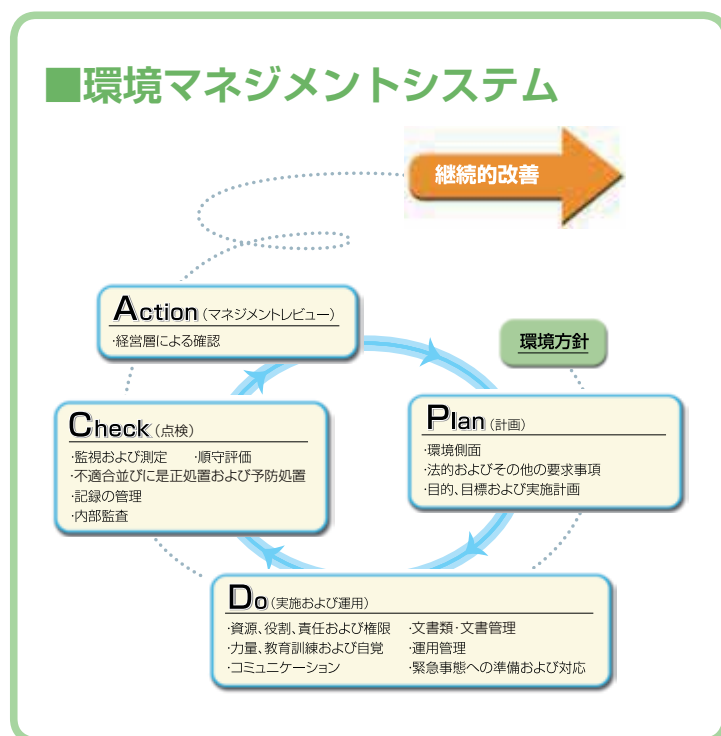 ■環境マネジメントシステム
継続的改善
Action(マネジメントレビュー)
・経営層による確認
環境方針
Plan(計画)
・環境側面
・法的およびその他の要求事項
・目的、目標および実施計画
Check(点検)
・監視および測定 ・順守評価
・不適合並びに是正処置および予防処置
・記録の管理
・内部監査
Do(実施および運用)
・資源、役割、責任および権限 ・文書類・文書管理
・力量、教育訓練および自覚 ・運用管理
・コミュニケーション ・緊急事態への準備および対応